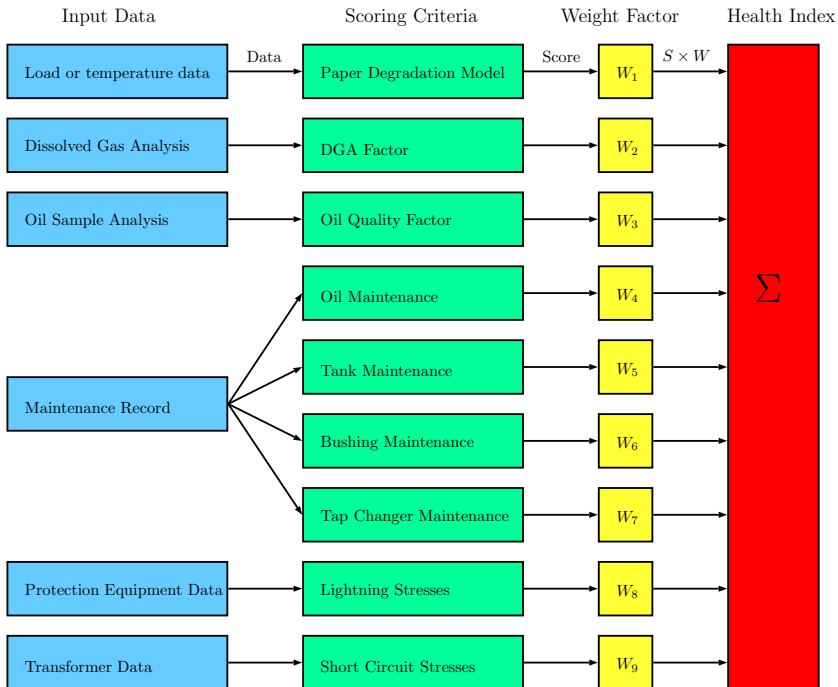 Input Data
Scoring Criteria
Weight Factor
Health Index
Load or temperature data
Data
Paper Degradation Model
Score
W₁
S × W
Dissolved Gas Analysis
DGA Factor
W₂
Oil Sample Analysis
Oil Quality Factor
W₃
Oil Maintenance
W₄
Σ
Tank Maintenance
W₅
Maintenance Record
Bushing Maintenance
W₆
Tap Changer Maintenance
W₇
Protection Equipment Data
Lightning Stresses
W₈
Transformer Data
Short Circuit Stresses
W₉